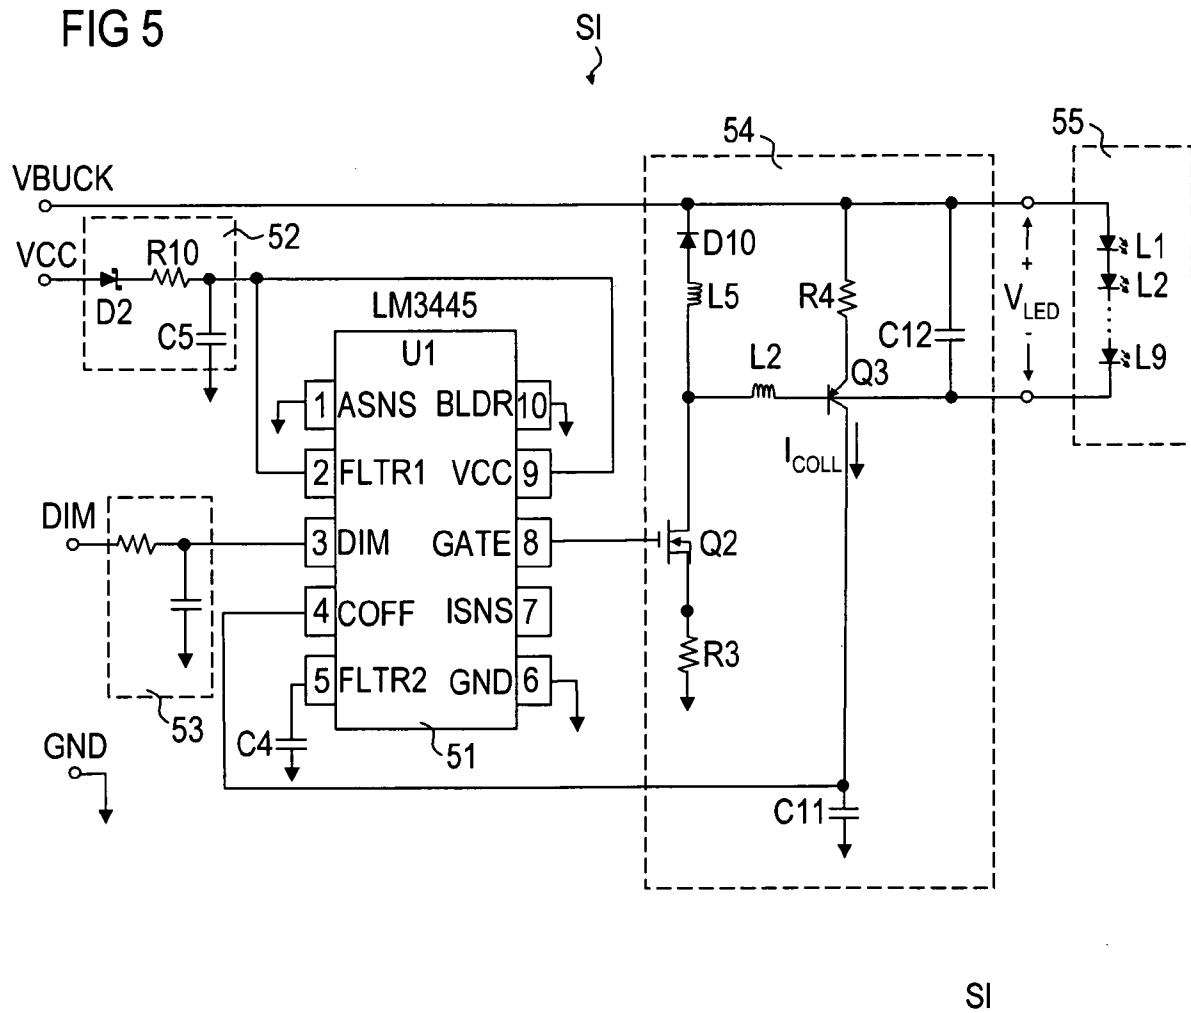 FIG 5
SI
54
55
VBUCK
52
VCC
R10
D2
C5
LM3445
U1
D10
L5
R4
C12
VLED
+
-
L1
L2
L9
L2
Q3
ICOLL
1 ASNS BLDR 10
2 FLTR1 VCC 9
DIM
3 DIM GATE 8
Q2
4 COFF ISNS 7
5 FLTR2 GND 6
R3
53
C4
51
GND
C11
SI